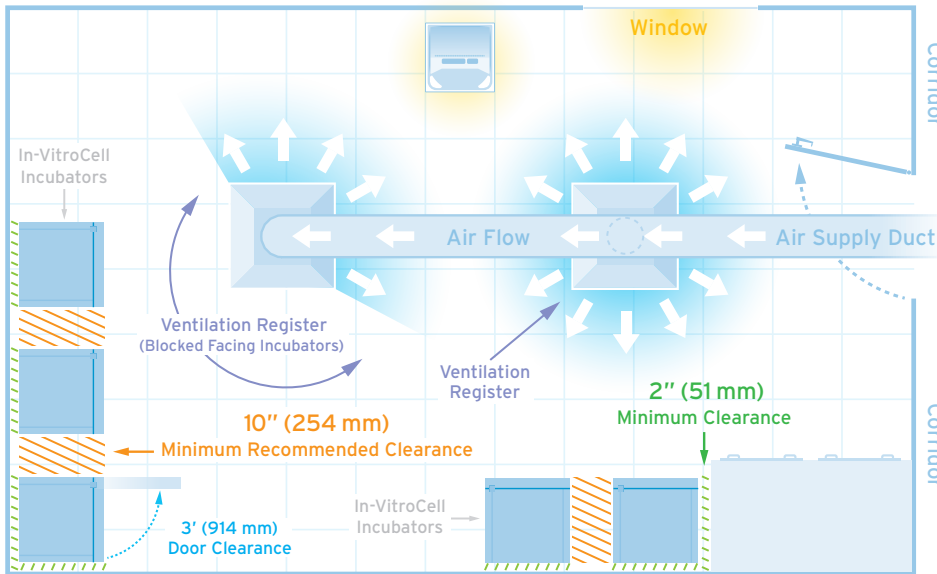 Window
Corridor
In-VitroCell
Incubators
Air Flow
Air Supply Duct
Ventilation Register
(Blocked Facing Incubators)
Ventilation
Register
2” (51 mm)
Minimum Clearance
10” (254 mm)
Minimum Recommended Clearance
Corridor
In-VitroCell
Incubators
3’ (914 mm)
Door Clearance